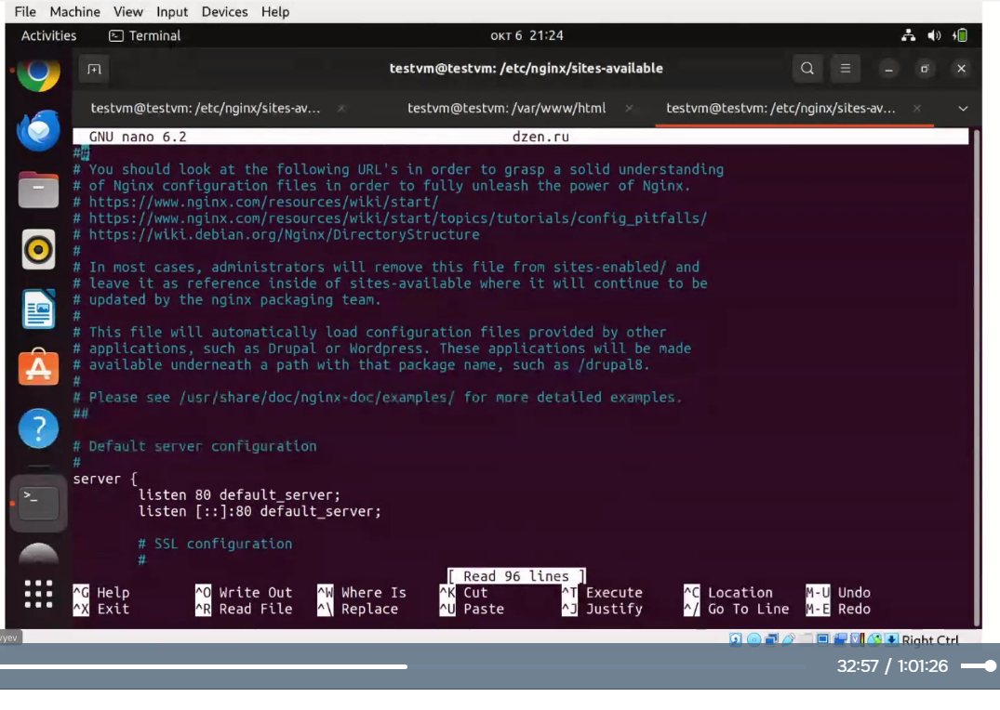 File Machine View Input Devices Help
Activities Terminal окт 6 21:24
testvm@testvm: /etc/nginx/sites-available
testvm@testvm: /etc/nginx/sites-av... testvm@testvm: /var/www/html testvm@testvm: /etc/nginx/sites-av...
GNU nano 6.2 dzen.ru
##
# You should look at the following URL's in order to grasp a solid understanding
# of Nginx configuration files in order to fully unleash the power of Nginx.
# https://www.nginx.com/resources/wiki/start/
# https://www.nginx.com/resources/wiki/start/topics/tutorials/config_pitfalls/
# https://wiki.debian.org/Nginx/DirectoryStructure
#
# In most cases, administrators will remove this file from sites-enabled/ and
# leave it as reference inside of sites-available where it will continue to be
# updated by the nginx packaging team.
#
# This file will automatically load configuration files provided by other
# applications, such as Drupal or Wordpress. These applications will be made
# available underneath a path with that package name, such as /drupal8.
#
# Please see /usr/share/doc/nginx-doc/examples/ for more detailed examples.
##
# Default server configuration
#
server {
listen 80 default_server;
listen [::]:80 default_server;
# SSL configuration
#
[ Read 96 lines ]
^G Help ^O Write Out ^W Where Is ^K Cut ^T Execute ^C Location M-U Undo
^X Exit ^R Read File ^\ Replace ^U Paste ^J Justify ^/ Go To Line M-E Redo
Right Ctrl
32:57 / 1:01:26